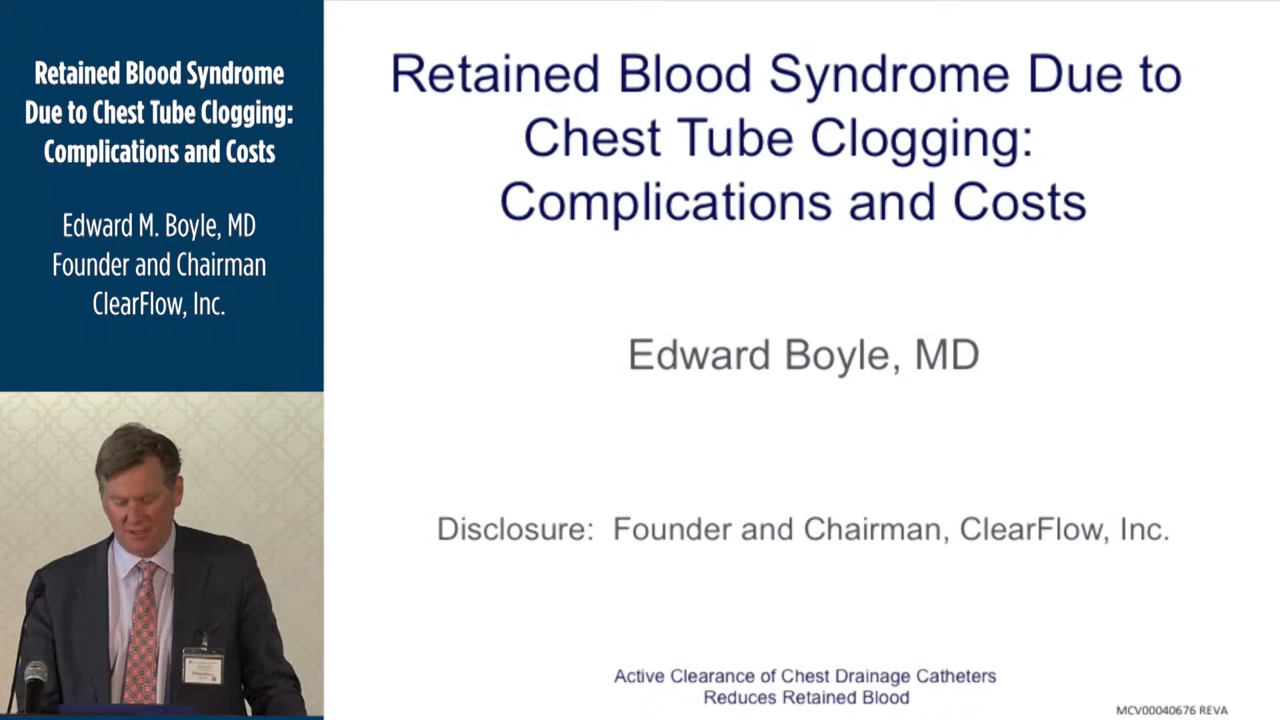 Retained Blood Syndrome
Due to Chest Tube Clogging:
Complications and Costs
Edward M. Boyle, MD
Founder and Chairman
ClearFlow, Inc.
Retained Blood Syndrome Due to
Chest Tube Clogging:
Complications and Costs
Edward Boyle, MD
Disclosure: Founder and Chairman, ClearFlow, Inc.
Active Clearance of Chest Drainage Catheters
Reduces Retained Blood
MCV00040676 REVA